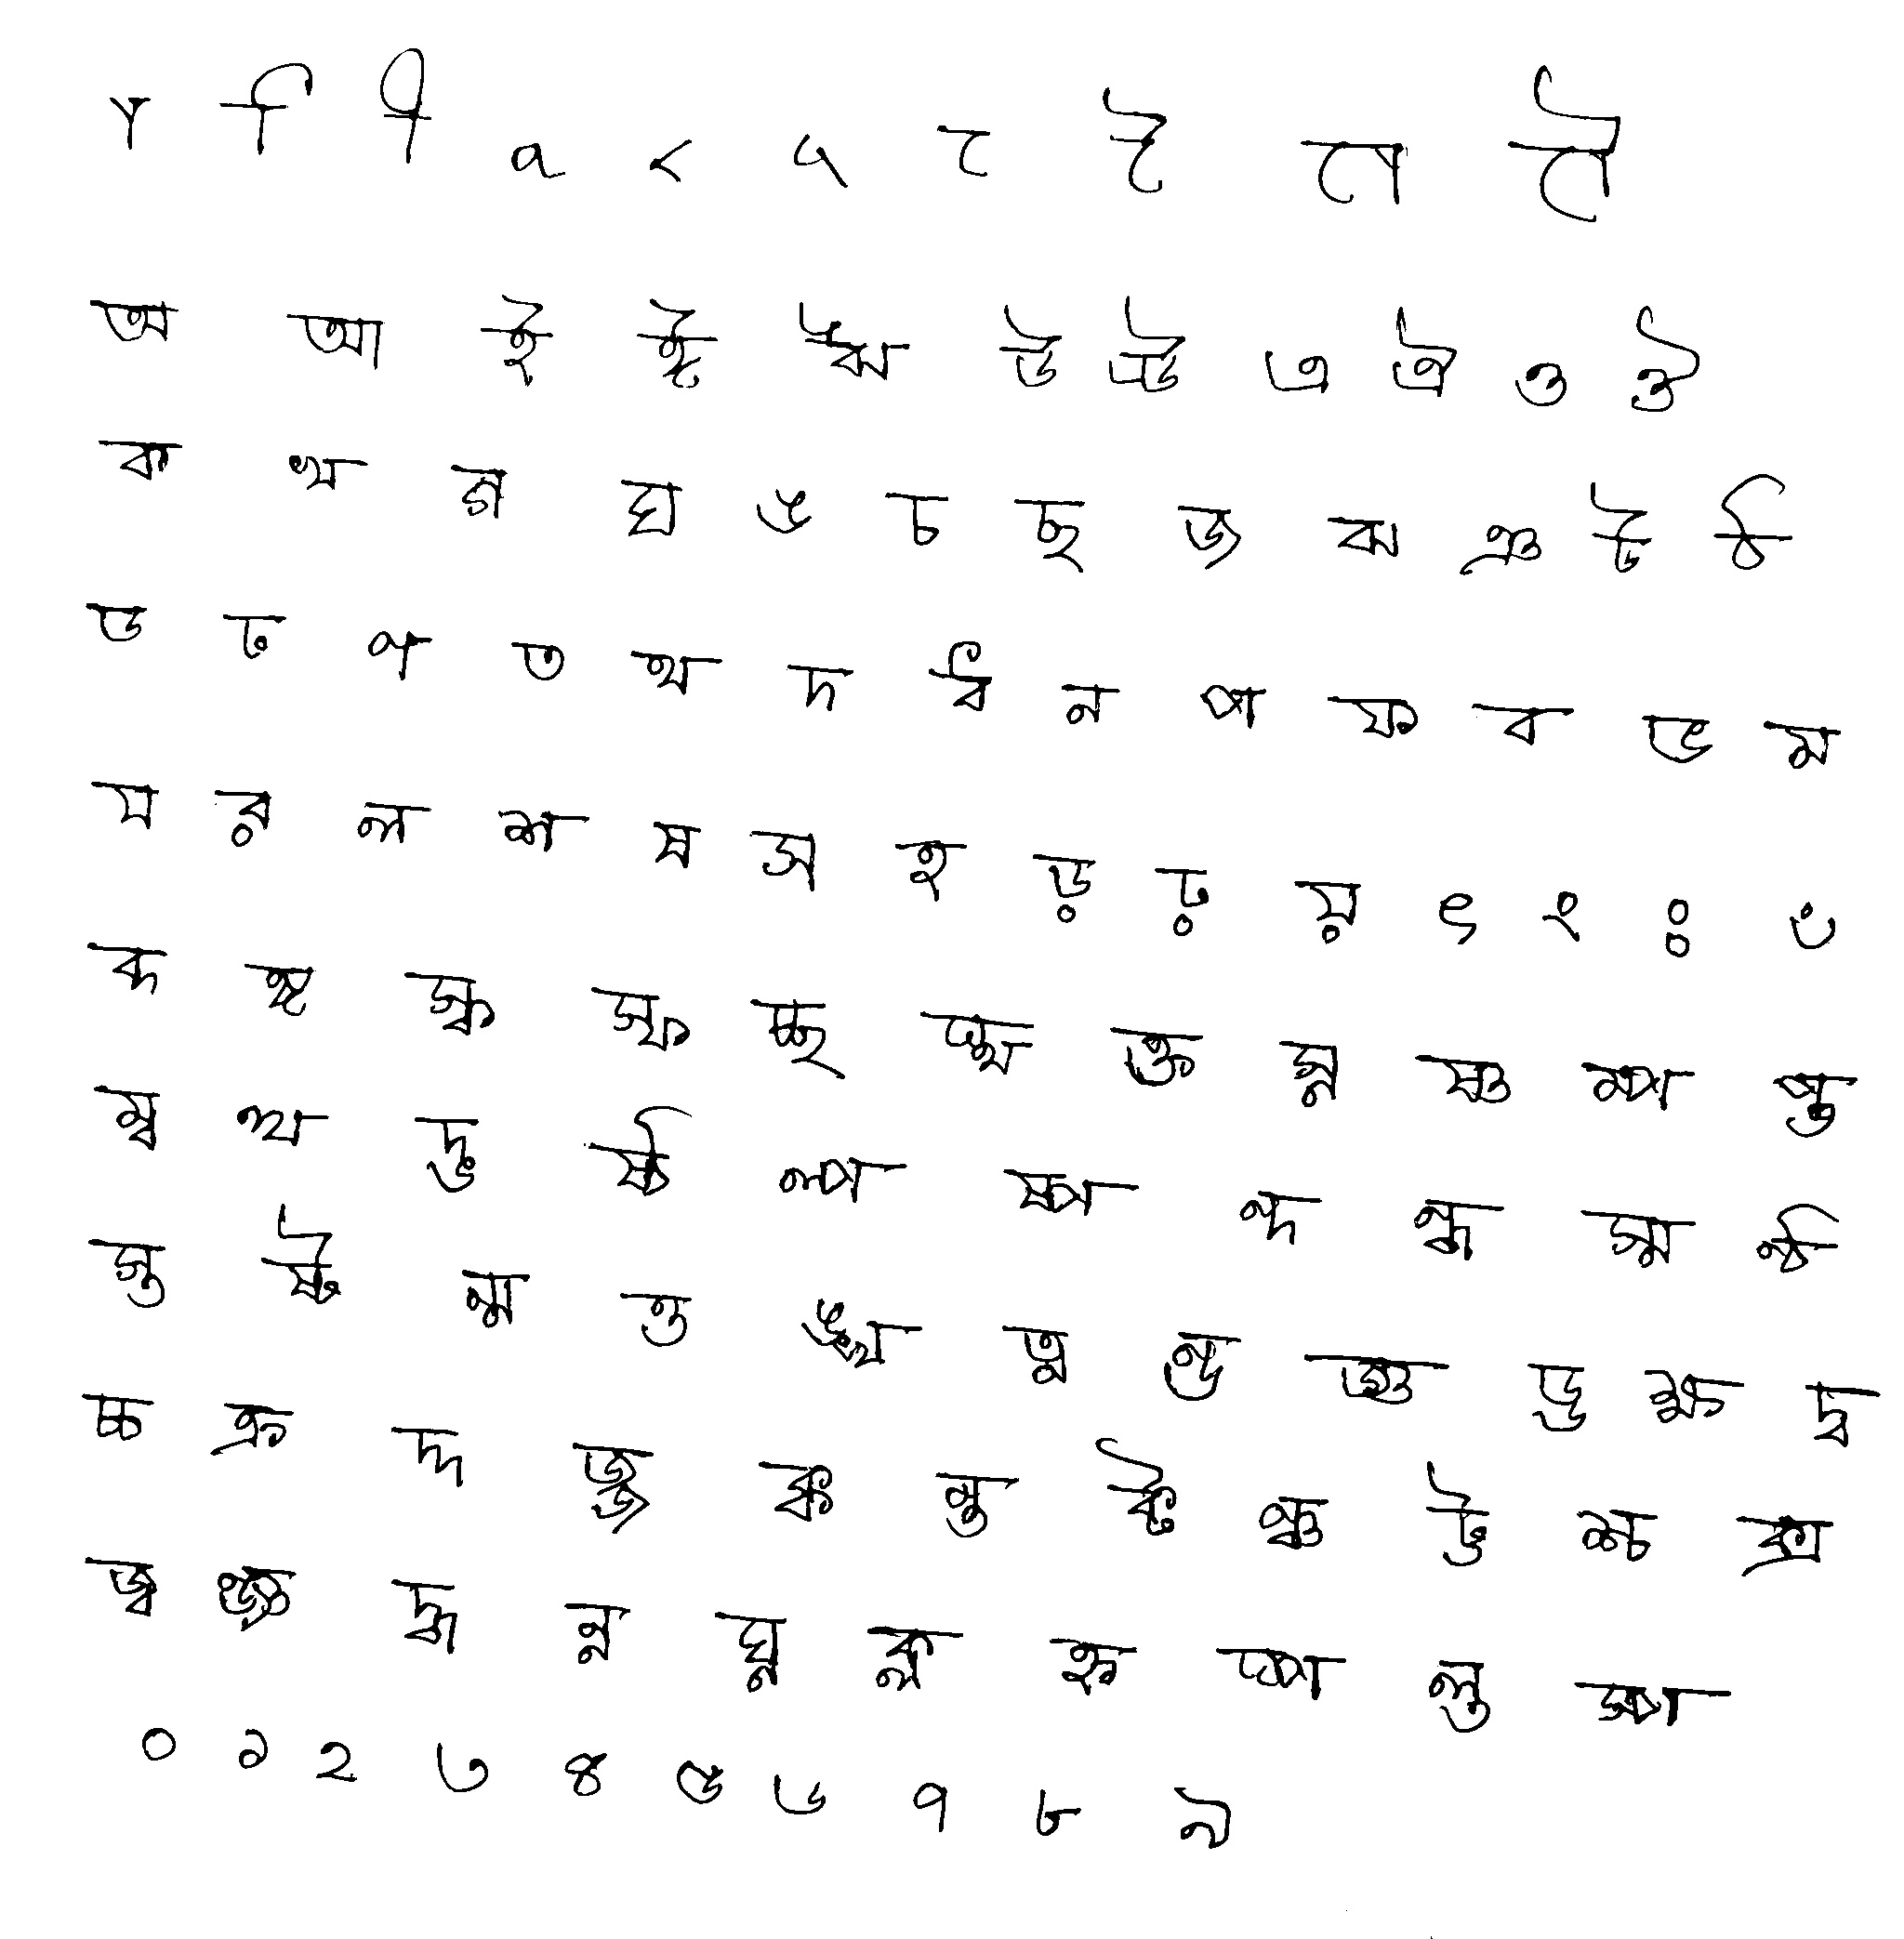 া ি ী ু ূ ৃ ে ৈ ো ৌ
অ আ ই ঈ ঋ উ ঊ এ ঐ ও ঔ
ক খ গ ঘ ঙ চ ছ জ ঝ ঞ ট ঠ
ড ঢ ণ ত থ দ ধ ন প ফ ব ভ ম
য র ল শ ষ স হ ড় ঢ় য় ৎ ং ঃ ঁ
ব্দ ঙ্গ স্ক স্ফ চ্ছ ক্ত স্ন ষ্ণ ম্প
ম্ব ত্থ দ্ভ ষ্ঠ ল্প ষ্প ন্দ ন্ধ স্ম ন্ঠ
স্তু ষ্ট ন্ম ত্ত ঙ্খ ত্ন ন্ড জ্ঞ ড্ড ক্ষ দ্ব
চ্চ ক্র দ্দ জ্জ ক্ক ন্তু ক্ট ঞ্চ ট্ট শ্চ
জ্ব ঞ্জ দ্ধ ন্ন ঘ্ন ক্ল হ্ন ল্তু স্প
০ ১ ২ ৩ ৪ ৫ ৬ ৭ ৮ ৯